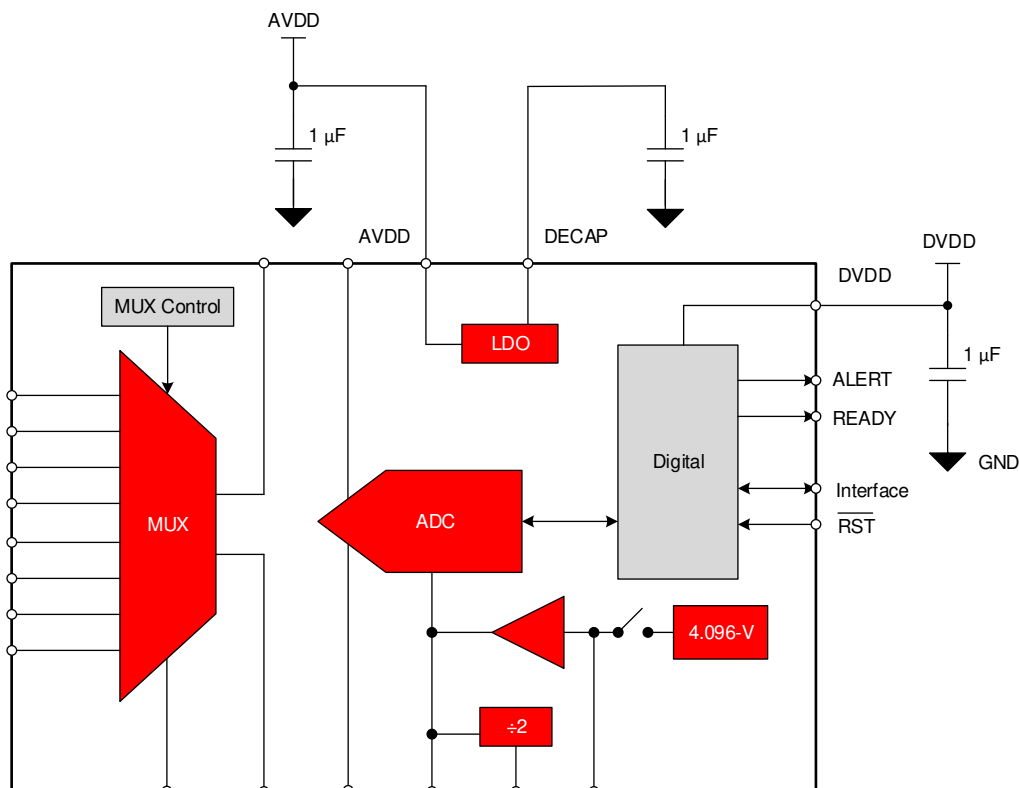 AVDD
1 µF
1 µF
AVDD
DECAP
DVDD
DVDD
MUX Control
LDO
1 µF
ALERT
READY
Digital
GND
Interface
MUX
ADC
RST
4.096-V
÷2